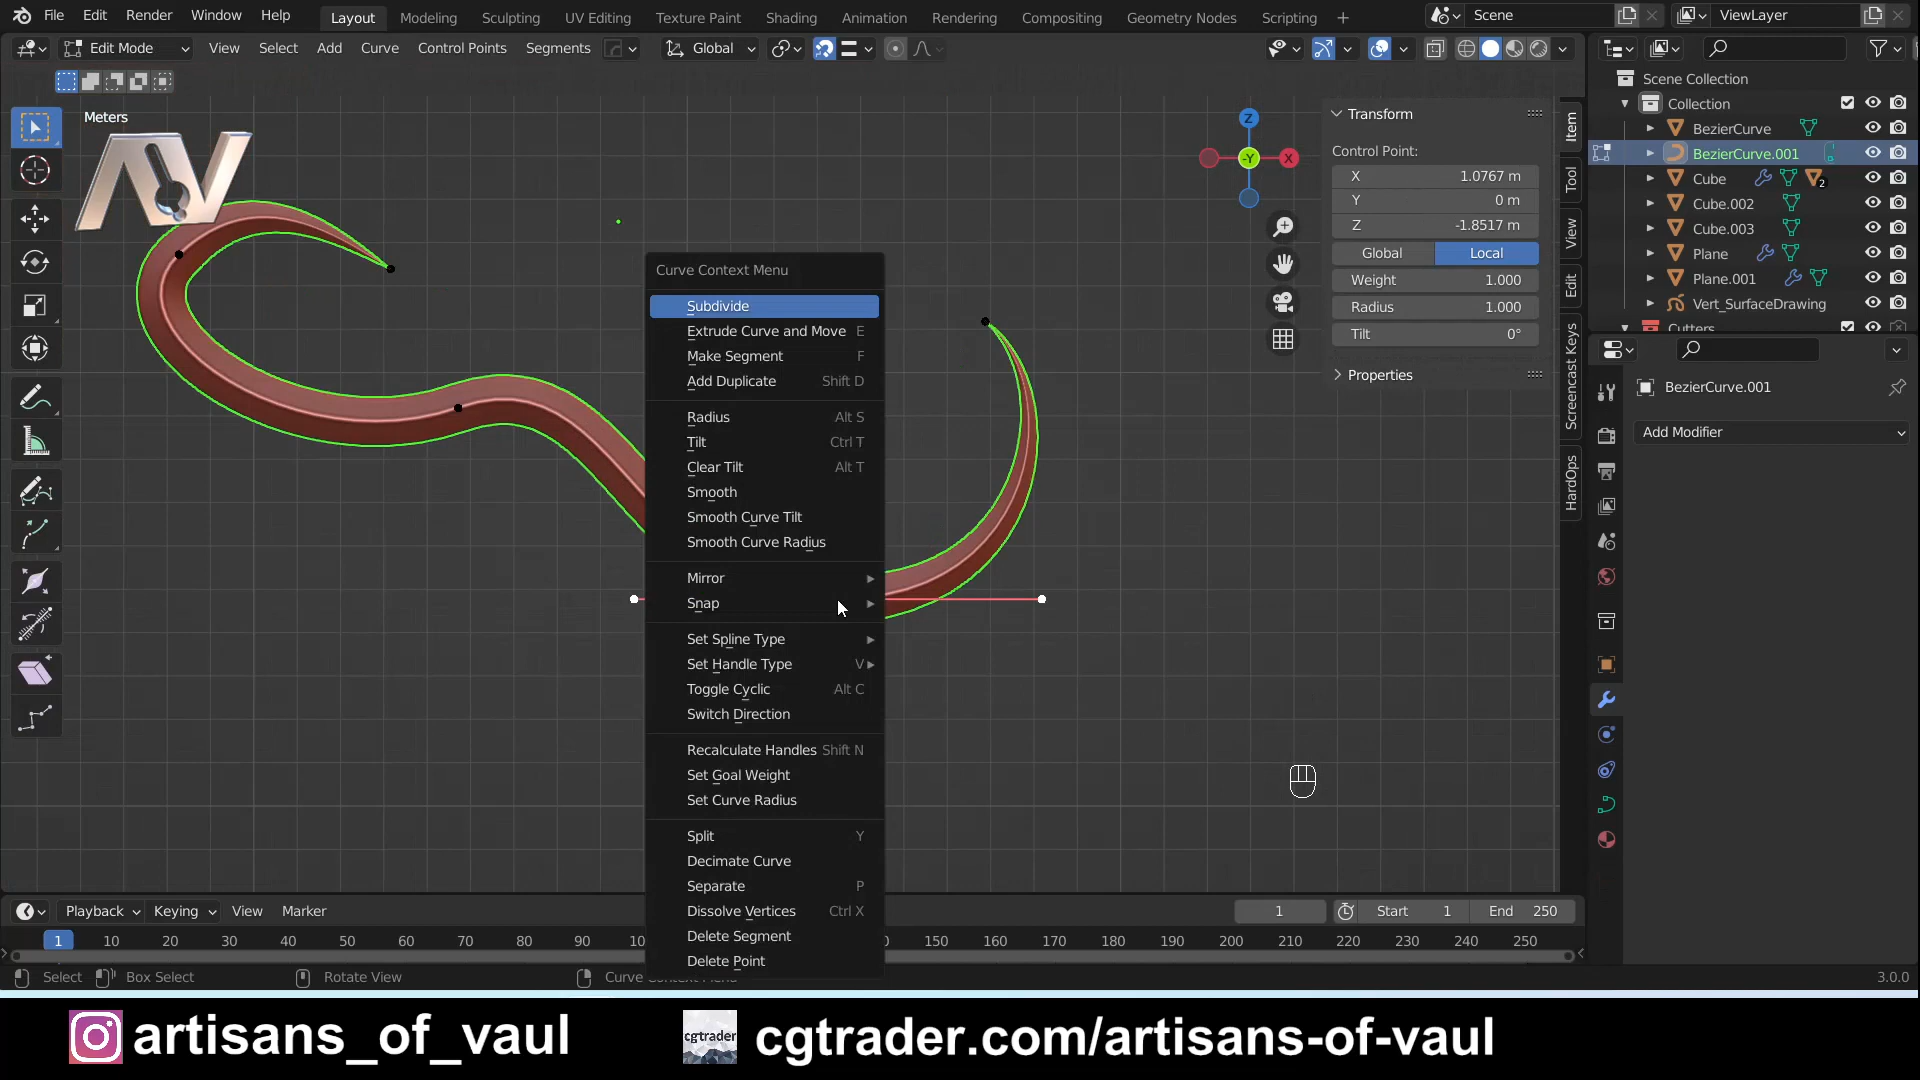 File Edit Render Window Help Layout Modeling Sculpting UV Editing Texture Paint Shading Animation Rendering Compositing Geometry Nodes Scripting + Scene ViewLayer
Edit Mode View Select Add Curve Control Points Segments Global
Meters
AV
Z
-Y X
Curve Context Menu
Subdivide
Extrude Curve and Move E
Make Segment F
Add Duplicate Shift D
Radius Alt S
Tilt Ctrl T
Clear Tilt Alt T
Smooth
Smooth Curve Tilt
Smooth Curve Radius
Mirror
Snap
Set Spline Type
Set Handle Type V
Toggle Cyclic Alt C
Switch Direction
Recalculate Handles Shift N
Set Goal Weight
Set Curve Radius
Split Y
Decimate Curve
Separate P
Dissolve Vertices Ctrl X
Delete Segment
Delete Point
Transform
Control Point:
X 1.0767 m
Y 0 m
Z -1.8517 m
Global Local
Weight 1.000
Radius 1.000
Tilt 0°
Properties
Item
Tool
View
Edit
Screencast Keys
HardOps
Scene Collection
Collection
BezierCurve
BezierCurve.001
Cube 2
Cube.002
Cube.003
Plane
Plane.001
Vert_SurfaceDrawing
Cutters
BezierCurve.001
Add Modifier
Playback Keying View Marker 1 Start 1 End 250
1 10 20 30 40 50 60 70 80 90 150 160 170 180 190 200 210 220 230 240 250
Select Box Select Rotate View 3.0.0
artisans_of_vaul cgtrader cgtrader.com/artisans-of-vaul